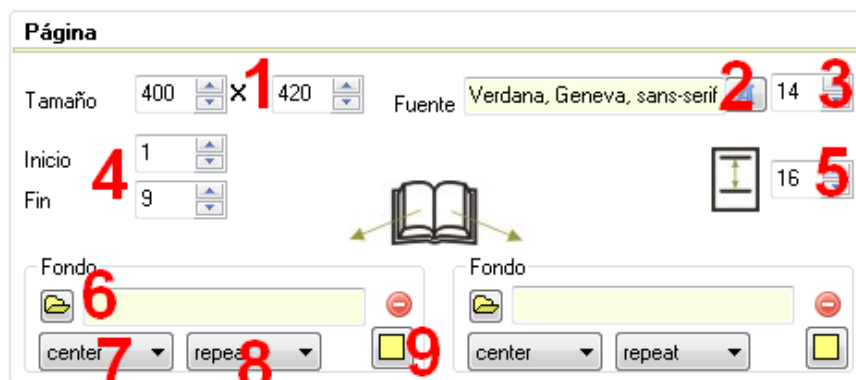 Página
Tamaño 400 X 1 420 Fuente Verdana, Geneva, sans-serif 2 14 3
Inicio 1
4
Fin 9
16 5
Fondo Fondo
6
center 7 repeat 8 9 center repeat